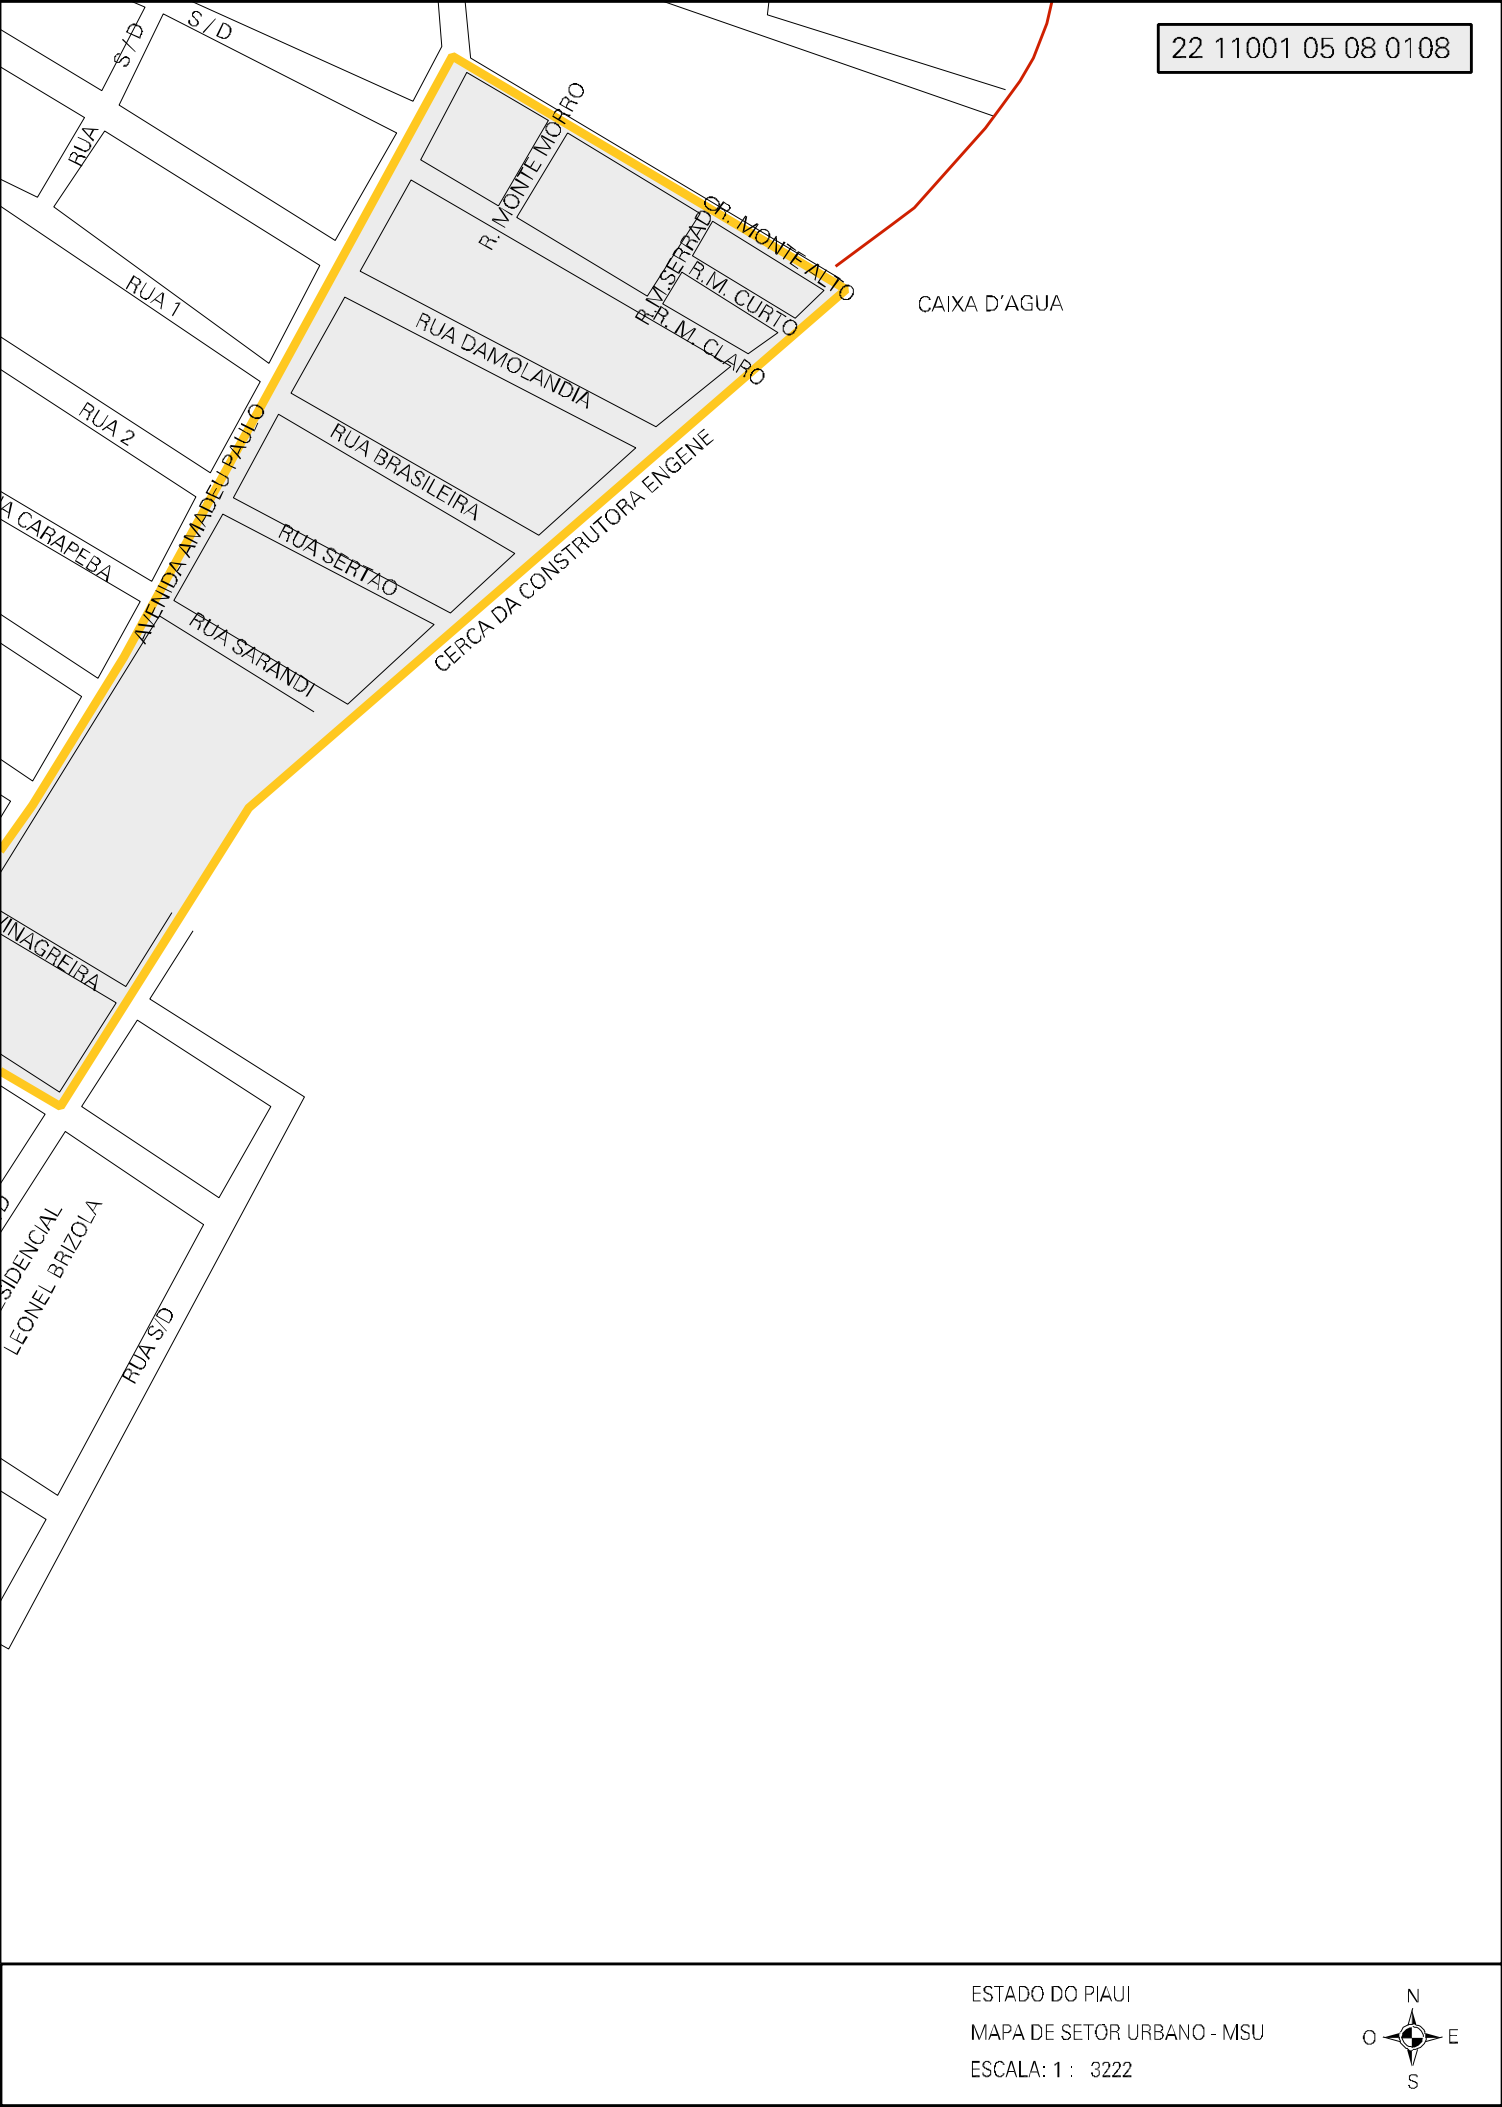 22 11001 05 08 0108
S / D
S / D
RUA
R. MONTE MORRO
R. MONTE ALTO
R.M.SERRADO
R.M. CURTO
R. M. CLARO
CAIXA D'AGUA
RUA 1
RUA DAMOLANDIA
RUA 2
RUA BRASILEIRA
AVENIDA AMADEU PAULO
CERCA DA CONSTRUTORA ENGENE
A CARAPEBA
RUA SERTAO
RUA SARANDI
VINAGREIRA
D
SIDENCIAL
LEONEL BRIZOLA
RUA S/D
ESTADO DO PIAUI
MAPA DE SETOR URBANO - MSU
ESCALA: 1 : 3222
N
O
E
S